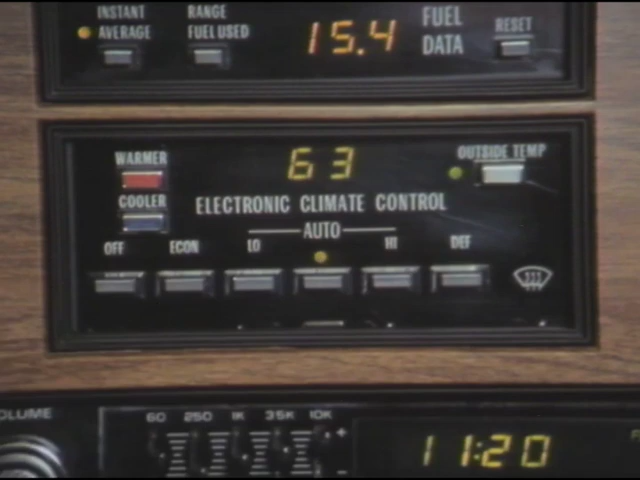 INSTANT RANGE FUEL
AVERAGE FUEL USED 15.4 DATA RESET
WARMER 63 OUTSIDE TEMP
COOLER ELECTRONIC CLIMATE CONTROL
AUTO
OFF ECON LO HI DEF
OLUME 60 250 1K 3.5K 10K +
11:20
-